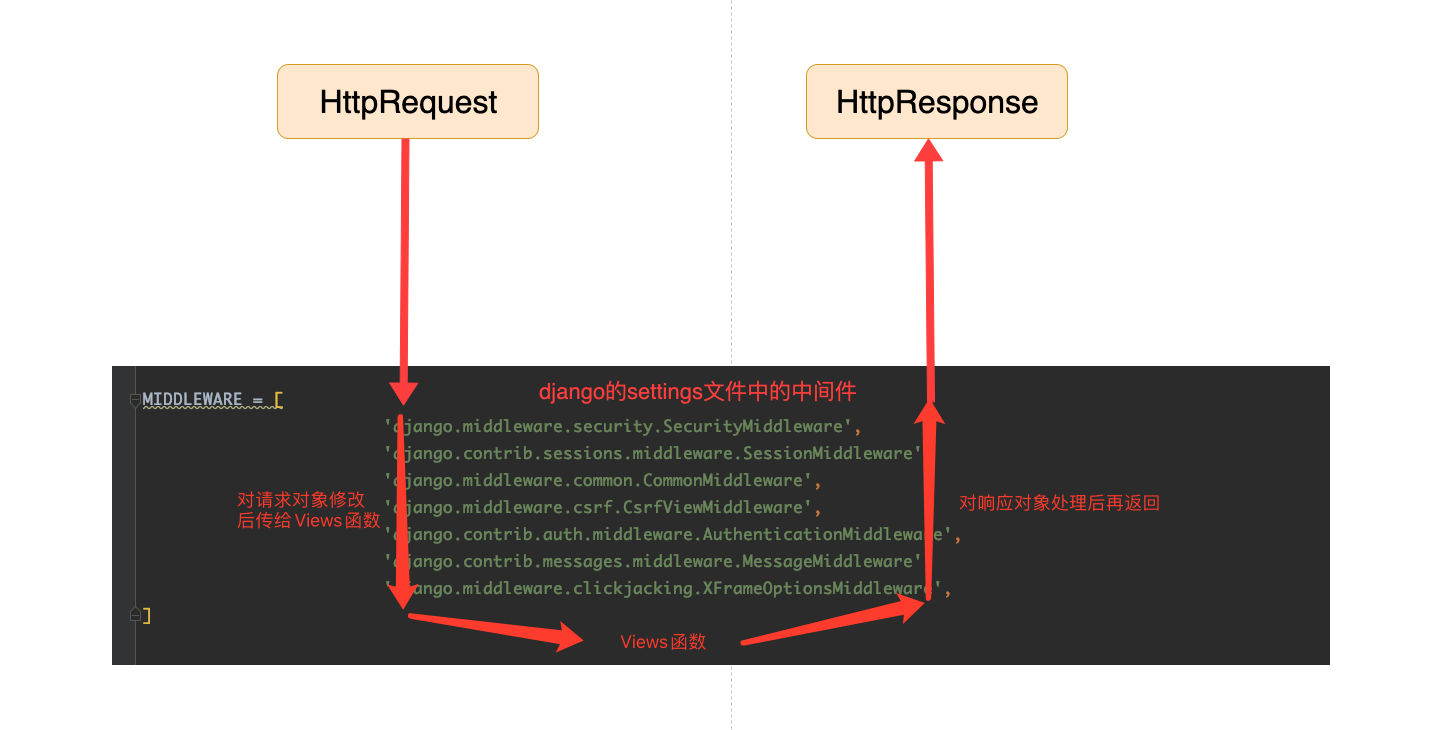 HttpRequest
HttpResponse
django的settings文件中的中间件
MIDDLEWARE = [
'django.middleware.security.SecurityMiddleware',
'django.contrib.sessions.middleware.SessionMiddleware'
'django.middleware.common.CommonMiddleware',
'django.middleware.csrf.CsrfViewMiddleware',
'django.contrib.auth.middleware.AuthenticationMiddleware',
'django.contrib.messages.middleware.MessageMiddleware'
'django.middleware.clickjacking.XFrameOptionsMiddleware',
]
对请求对象修改
后传给Views函数
对响应对象处理后再返回
Views函数